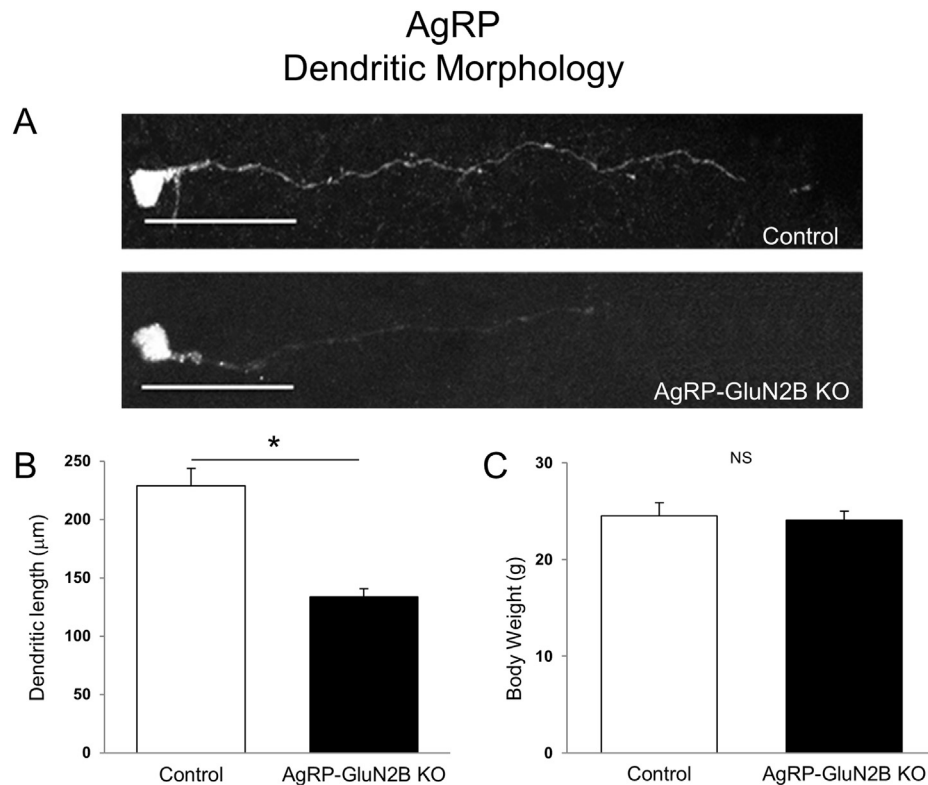 AgRP
Dendritic Morphology
A
Control
AgRP-GluN2B KO
B
250
200
150
100
50
0
Dendritic length (μm)
*
Control
AgRP-GluN2B KO
C
30
20
10
0
Body Weight (g)
NS
Control
AgRP-GluN2B KO